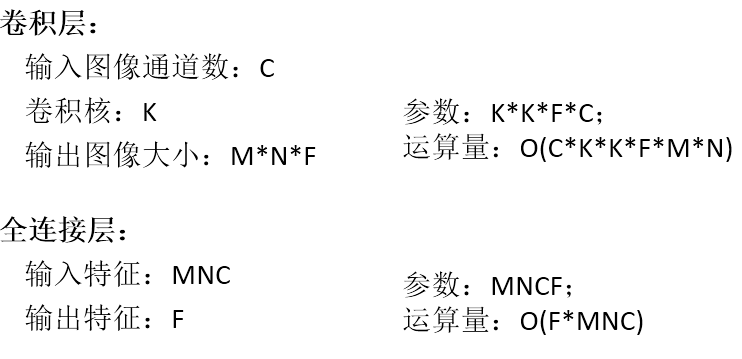 卷积层：
输入图像通道数：C
卷积核：K
输出图像大小：M*N*F
参数：K*K*F*C；
运算量：O(C*K*K*F*M*N)
全连接层：
输入特征：MNC
输出特征：F
参数：MNCF；
运算量：O(F*MNC)